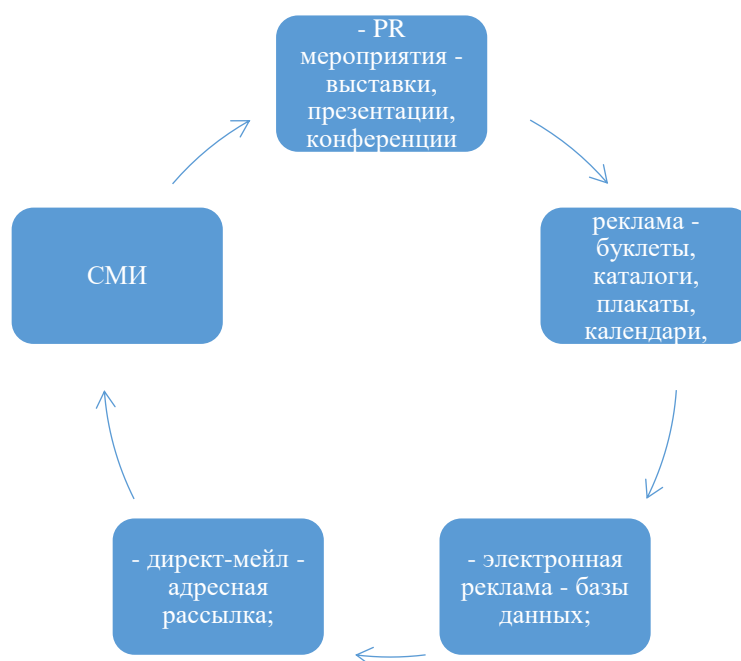 - PR
мероприятия -
выставки,
презентации,
конференции
реклама -
буклеты,
каталоги,
плакаты,
календари,
- электронная
реклама - базы
данных;
- директ-мейл -
адресная
рассылка;
СМИ